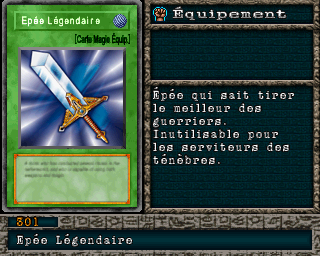 Epée Légendaire
[Carte Magie Équip.]
Équipement
Épée qui sait tirer
le meilleur des
guerriers.
Inutilisable pour
les serviteurs des
ténèbres.
301
Epée Légendaire